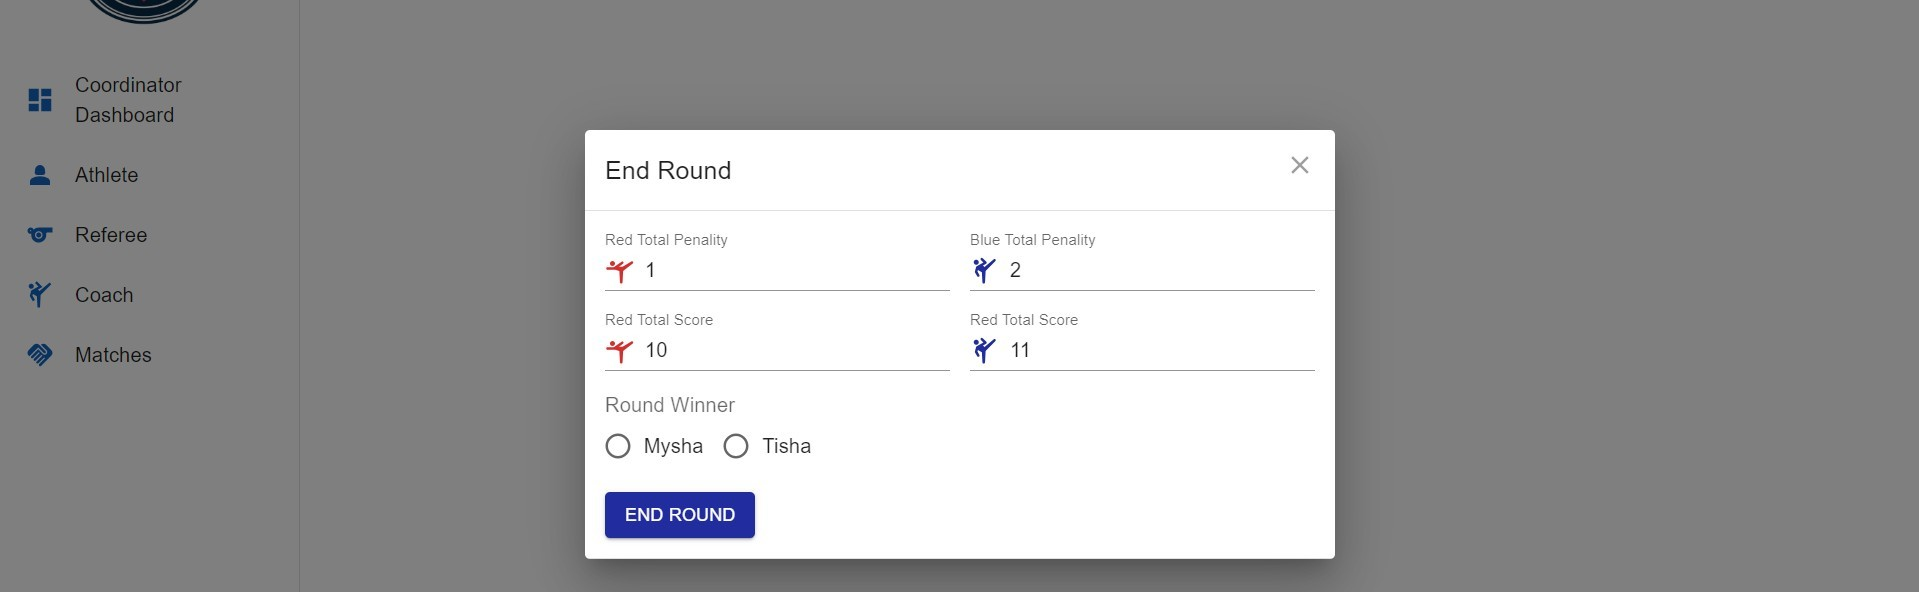 Coordinator
Dashboard
Athlete
Referee
Coach
Matches
End Round
Red Total Penality
Blue Total Penality
1
2
Red Total Score
Red Total Score
10
11
Round Winner
Mysha
Tisha
END ROUND